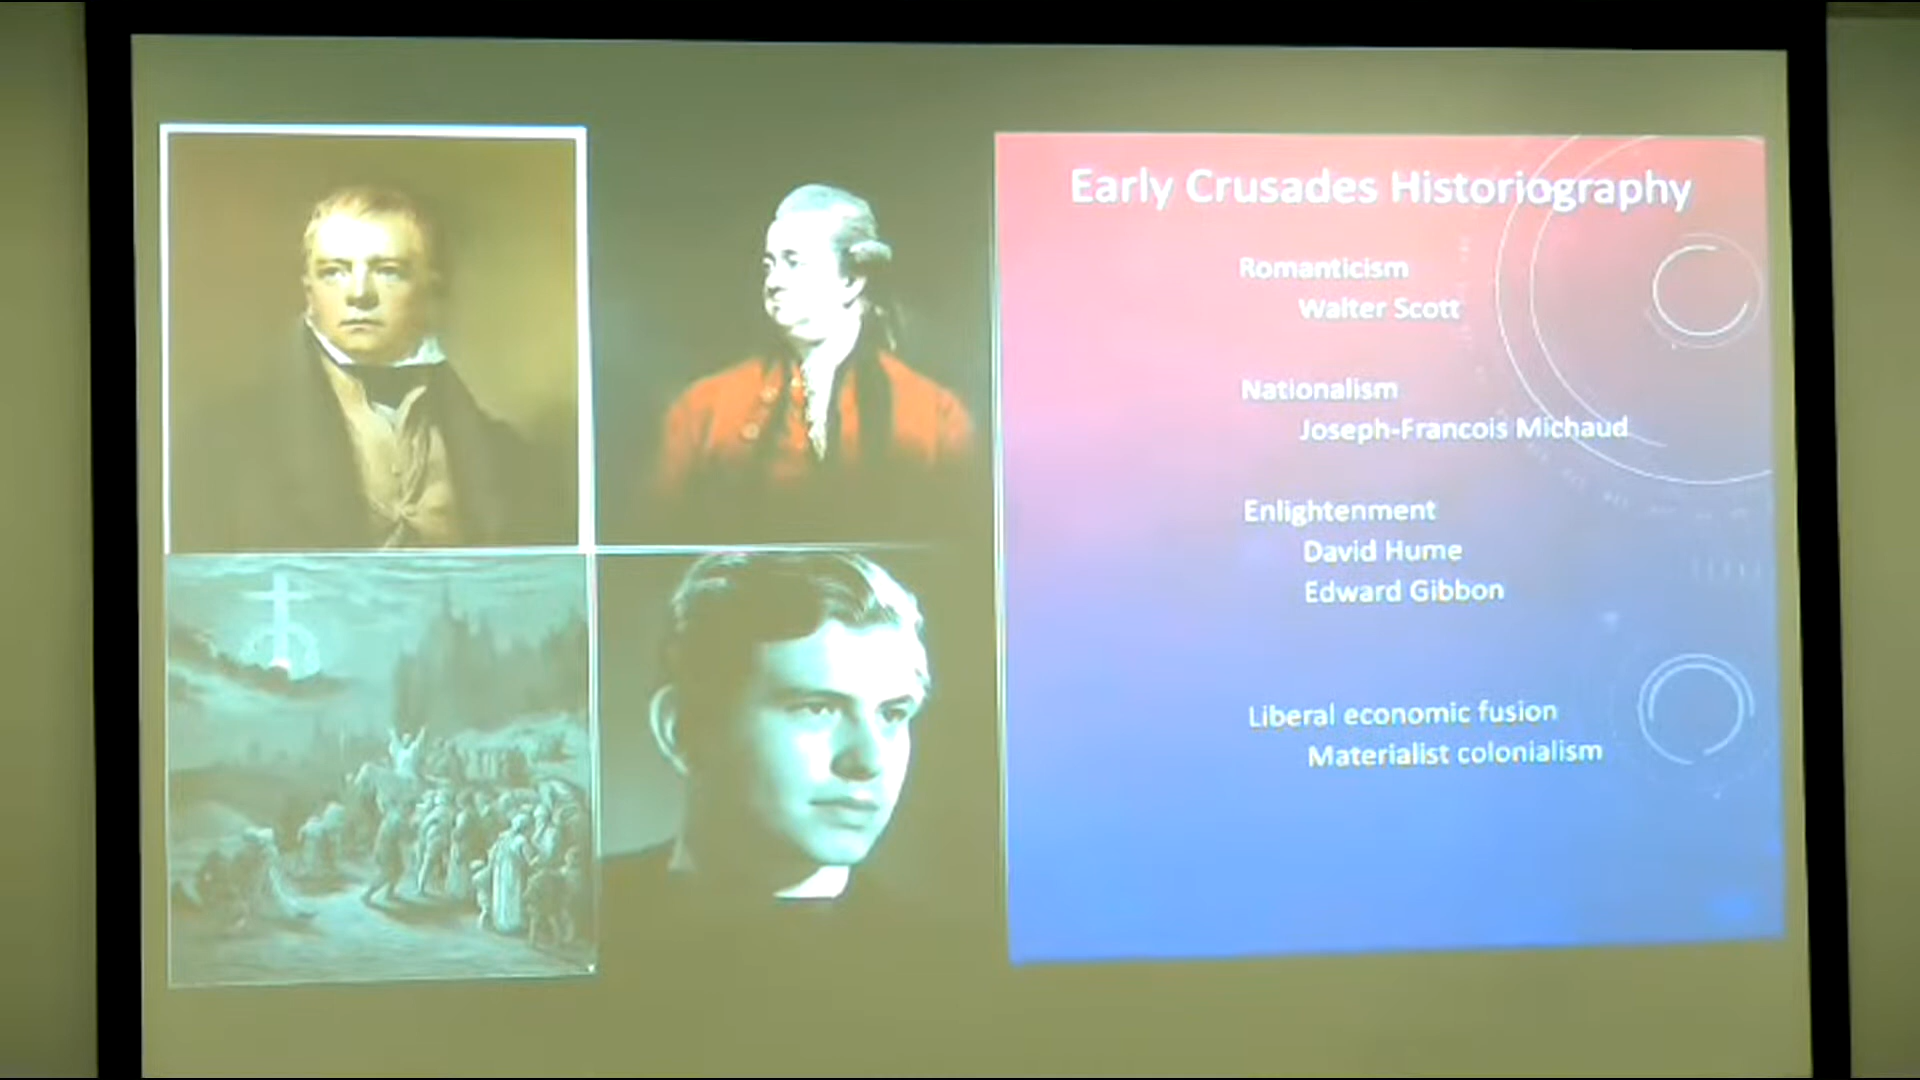 Early Crusades Historiography
Romanticism
Walter Scott
Nationalism
Joseph-Francois Michaud
Enlightenment
David Hume
Edward Gibbon
Liberal economic fusion
Materialist colonialism